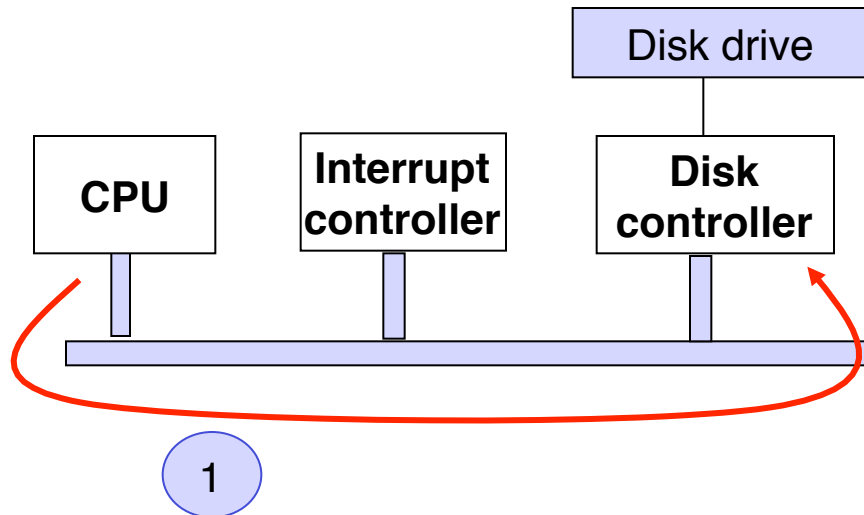 Disk drive
CPU
Interrupt
controller
Disk
controller
1